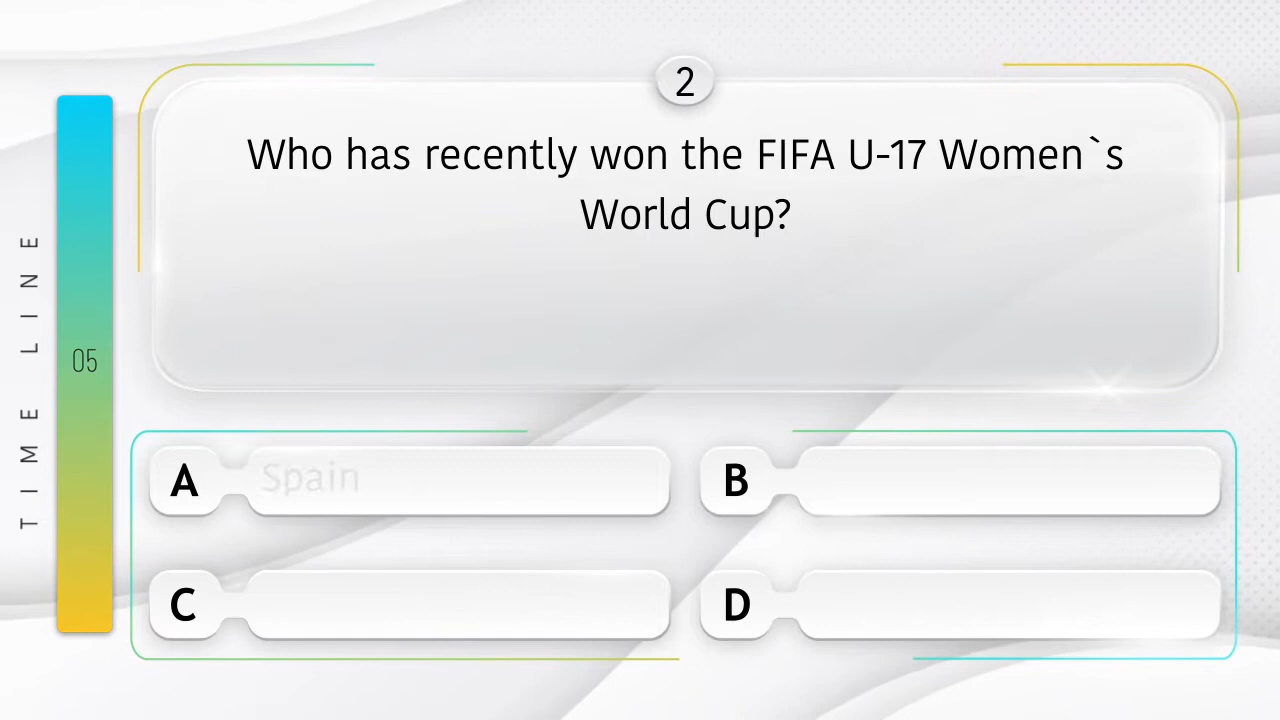 2
Who has recently won the FIFA U-17 Women`s
World Cup?
TIME LINE
05
A Spain
B
C
D